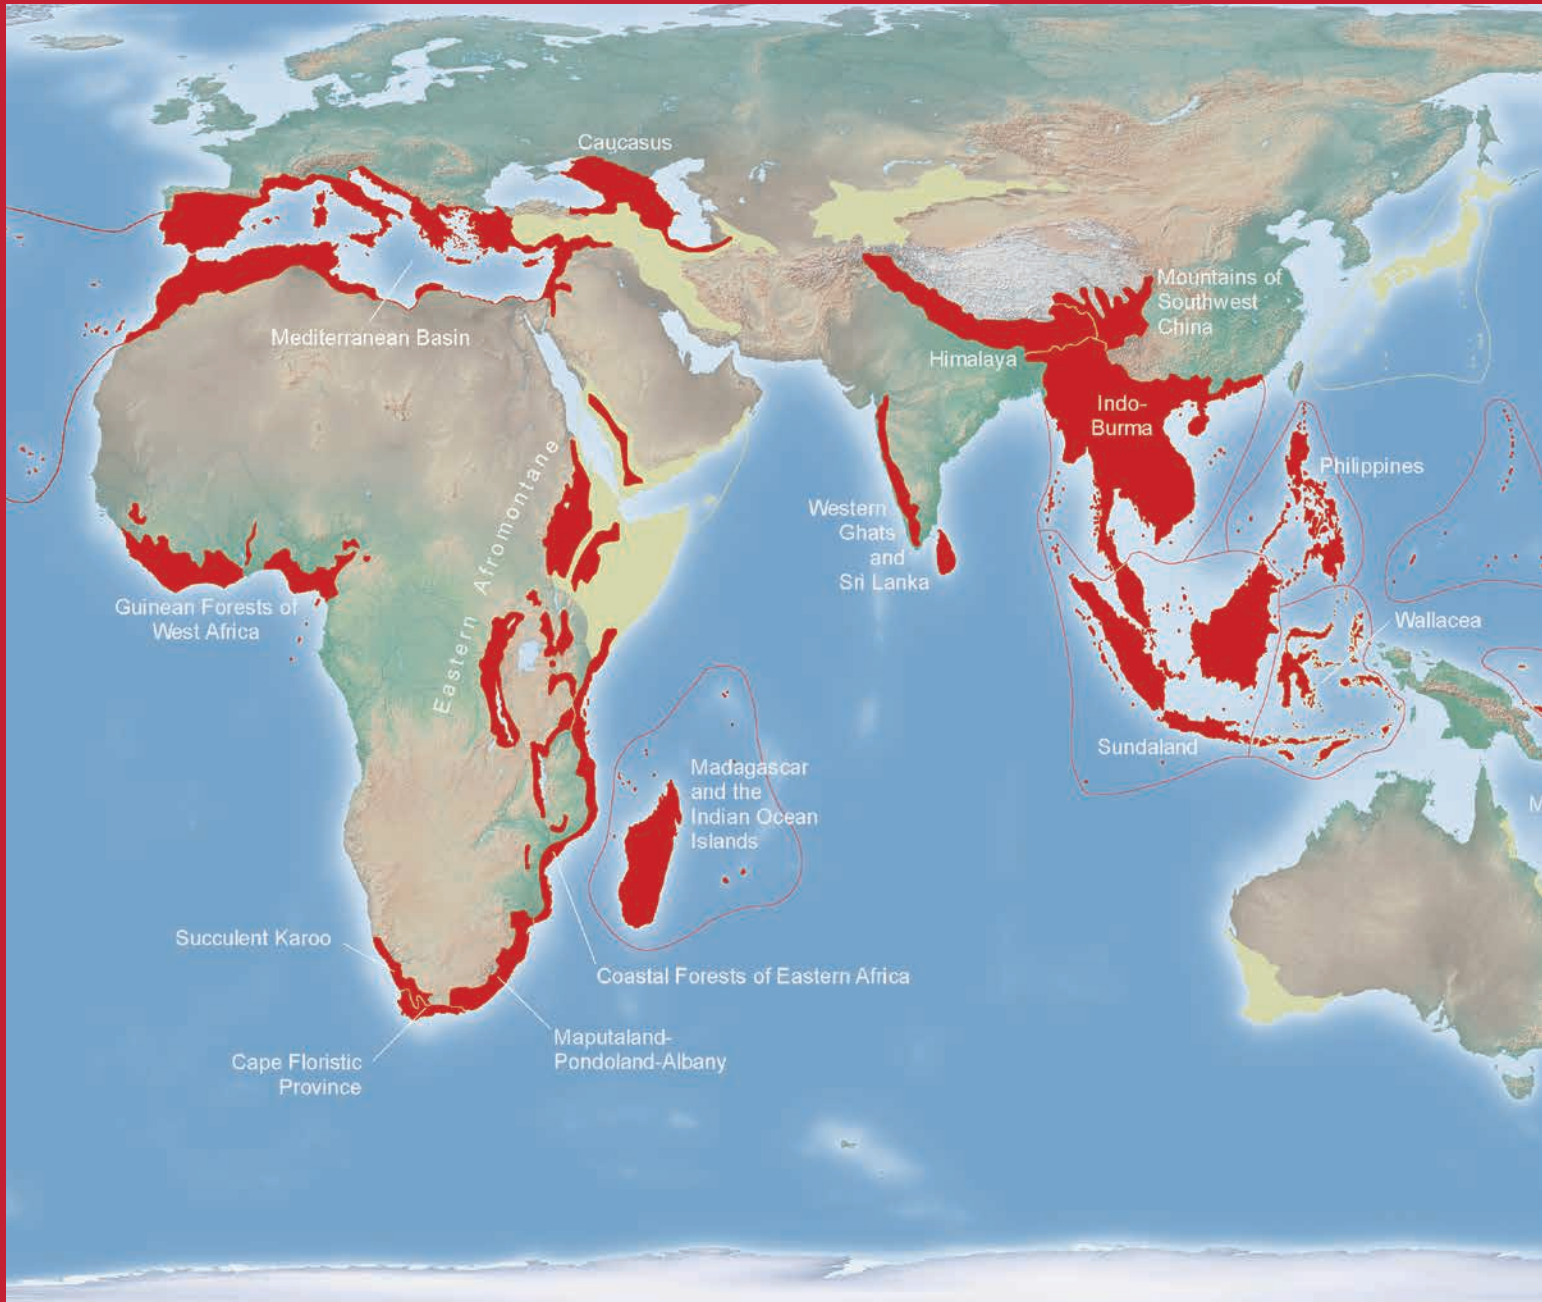 Caucasus
Mountains of
Southwest
China
Mediterranean Basin
Himalaya
Indo-
Burma
Eastern Afromontane
Philippines
Western
Ghats
and
Sri Lanka
Guinean Forests of
West Africa
Wallacea
Sundaland
Madagascar
and the
Indian Ocean
Islands
M
Succulent Karoo
Coastal Forests of Eastern Africa
Maputaland-
Pondoland-Albany
Cape Floristic
Province